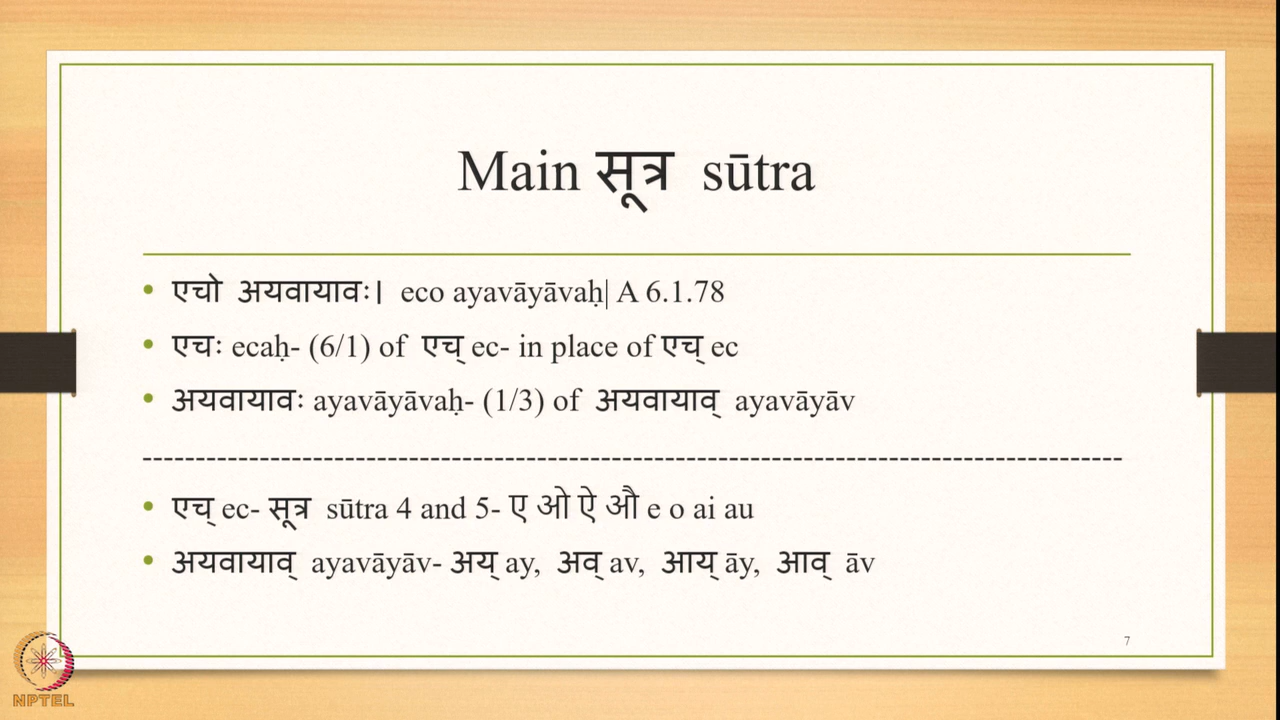 Main सूत्र sūtra
• एचो अयवायावः। eco ayavāyāvaḥ| A 6.1.78
• एचः ecaḥ- (6/1) of एच् ec- in place of एच् ec
• अयवायावः ayavāyāvaḥ- (1/3) of अयवायाव् ayavāyāv
---------------------------------------------------------------------------------------------
• एच् ec- सूत्र sūtra 4 and 5- ए ओ ऐ औ e o ai au
• अयवायाव् ayavāyāv- अय् ay, अव् av, आय् āy, आव् āv
7
NPTEL